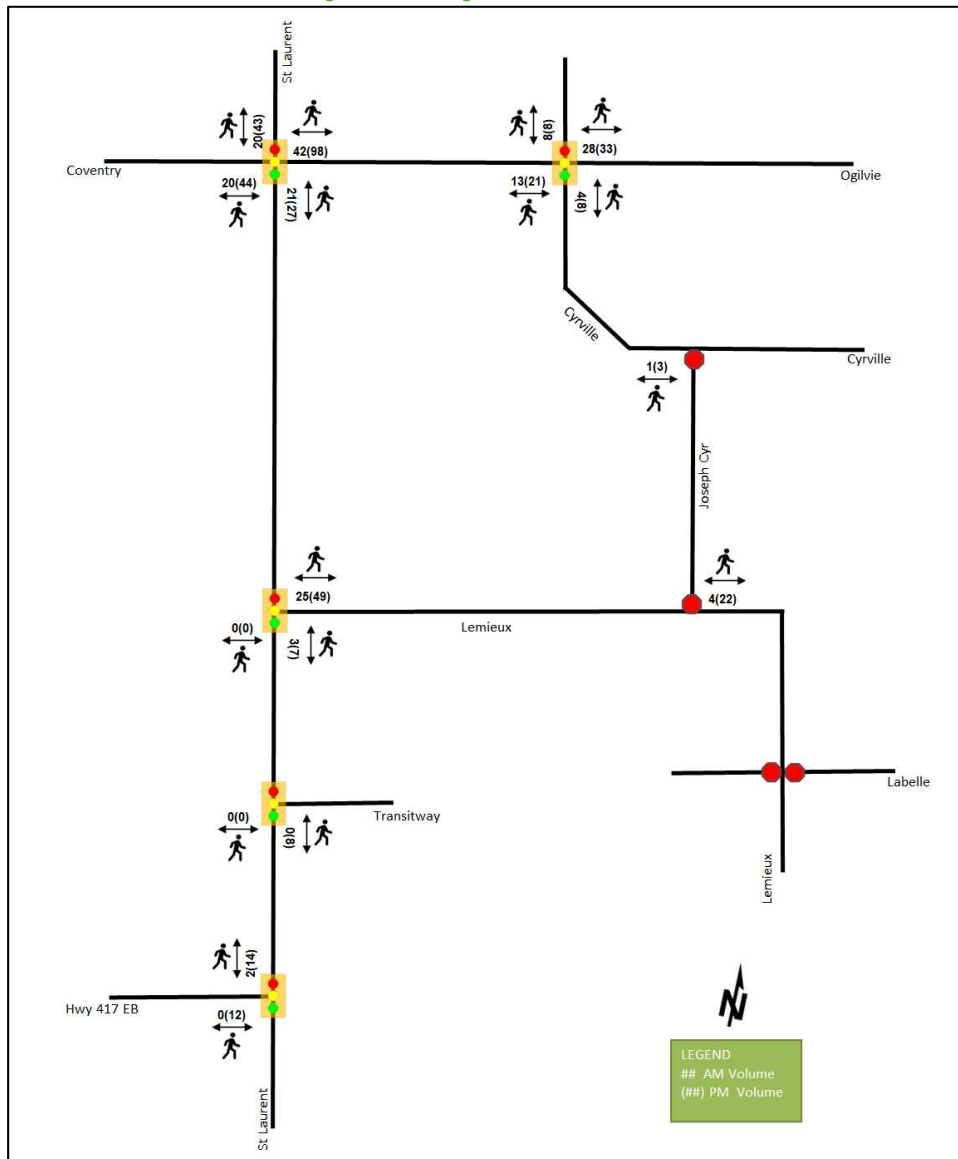 St Laurent
20(43)
42(98)
8(8)
28(33)
Coventry
Ogilvie
20(44)
21(27)
13(21)
4(8)
Cyrville
Cyrville
1(3)
Joseph Cyr
25(49)
4(22)
Lemieux
0(0)
3(7)
Labelle
Transitway
0(0)
0(8)
Lemieux
2(14)
Hwy 417 EB
0(12)
N
LEGEND
## AM Volume
(##) PM Volume
St Laurent